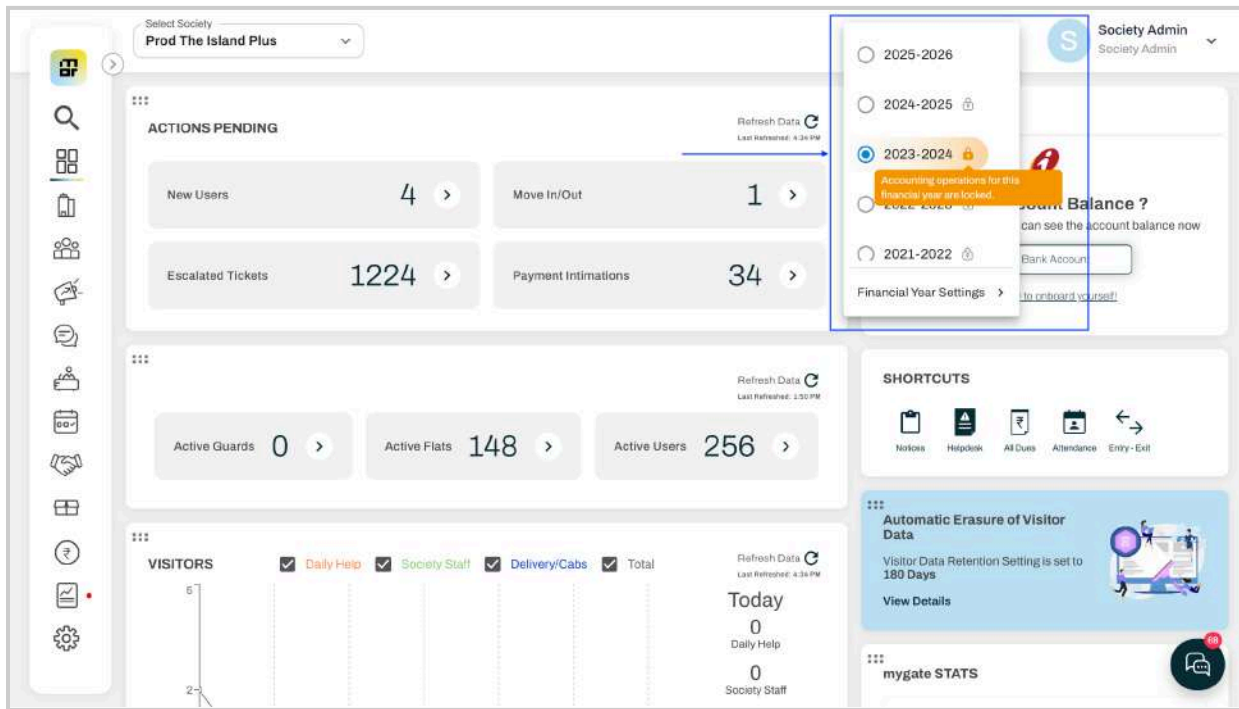 Select Society
Prod The Island Plus
S
Society Admin
Society Admin
2025-2026
2024-2025
2023-2024
Accounting operations for this
financial year are locked.
2021-2022
Financial Year Settings
ACTIONS PENDING
Refresh Data
Last Refreshed: 4:34 PM
New Users 4
Move In/Out 1
Escalated Tickets 1224
Payment Intimations 34
Balance ?
can see the account balance now
Bank Account
to onboard yourself!
Refresh Data
Last Refreshed: 1:50 PM
Active Guards 0
Active Flats 148
Active Users 256
SHORTCUTS
Notices
Helpdesk
All Dues
Attendance
Entry - Exit
VISITORS
Daily Help
Society Staff
Delivery/Cabs
Total
Refresh Data
Last Refreshed: 4:34 PM
6
2
Today
0
Daily Help
0
Society Staff
Automatic Erasure of Visitor
Data
Visitor Data Retention Setting is set to
180 Days
View Details
mygate STATS
68